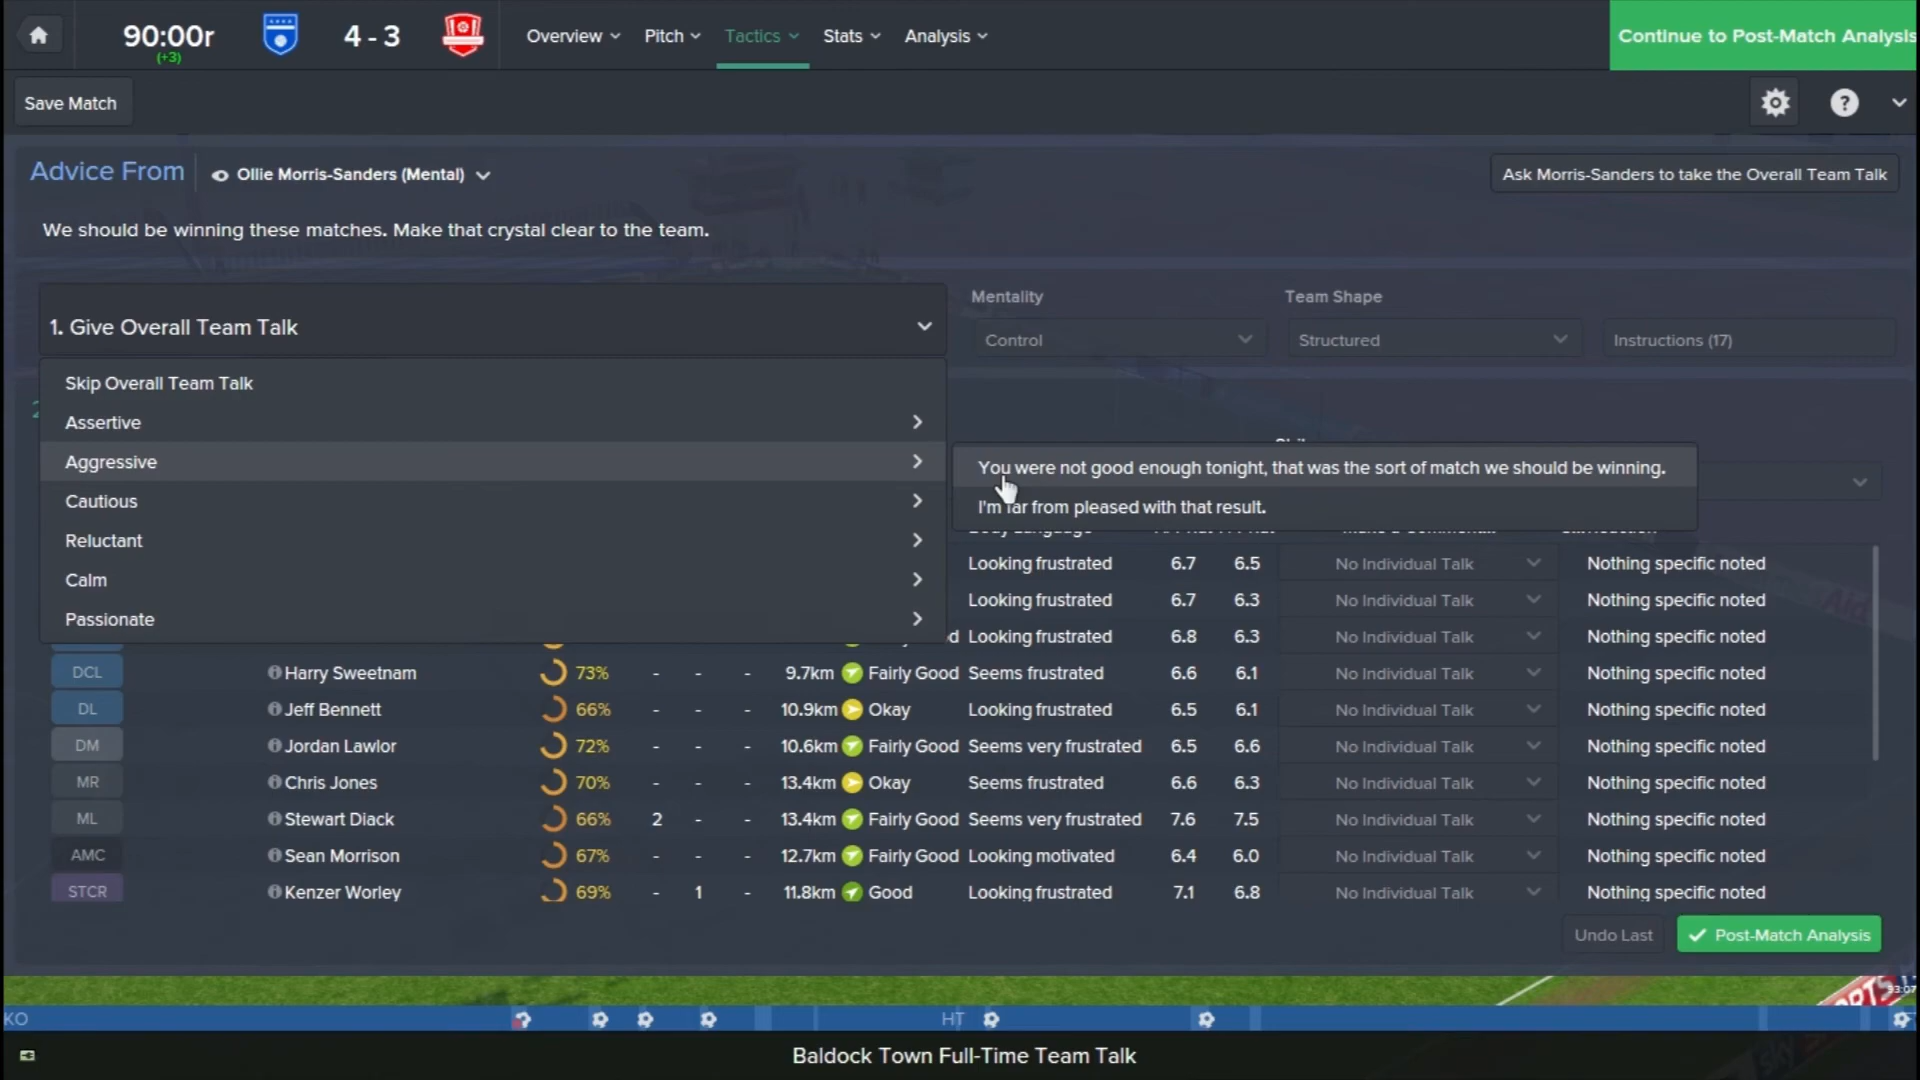 90:00r
(+3)
4 - 3
Overview
Pitch
Tactics
Stats
Analysis
Continue to Post-Match Analysis
Save Match
?
Advice From
Ollie Morris-Sanders (Mental)
Ask Morris-Sanders to take the Overall Team Talk
We should be winning these matches. Make that crystal clear to the team.
1. Give Overall Team Talk
Mentality
Team Shape
Control
Structured
Instructions (17)
Skip Overall Team Talk
Assertive
Aggressive
Cautious
Reluctant
Calm
Passionate
You were not good enough tonight, that was the sort of match we should be winning.
I'm far from pleased with that result.
Looking frustrated 6.7 6.5 No Individual Talk Nothing specific noted
Looking frustrated 6.7 6.3 No Individual Talk Nothing specific noted
Looking frustrated 6.8 6.3 No Individual Talk Nothing specific noted
DCL Harry Sweetnam 73% - - - 9.7km Fairly Good Seems frustrated 6.6 6.1 No Individual Talk Nothing specific noted
DL Jeff Bennett 66% - - - 10.9km Okay Looking frustrated 6.5 6.1 No Individual Talk Nothing specific noted
DM Jordan Lawlor 72% - - - 10.6km Fairly Good Seems very frustrated 6.5 6.6 No Individual Talk Nothing specific noted
MR Chris Jones 70% - - - 13.4km Okay Seems frustrated 6.6 6.3 No Individual Talk Nothing specific noted
ML Stewart Diack 66% 2 - - 13.4km Fairly Good Seems very frustrated 7.6 7.5 No Individual Talk Nothing specific noted
AMC Sean Morrison 67% - - - 12.7km Fairly Good Looking motivated 6.4 6.0 No Individual Talk Nothing specific noted
STCR Kenzer Worley 69% - 1 - 11.8km Good Looking frustrated 7.1 6.8 No Individual Talk Nothing specific noted
Undo Last
Post-Match Analysis
93:07
KO
HT
Baldock Town Full-Time Team Talk